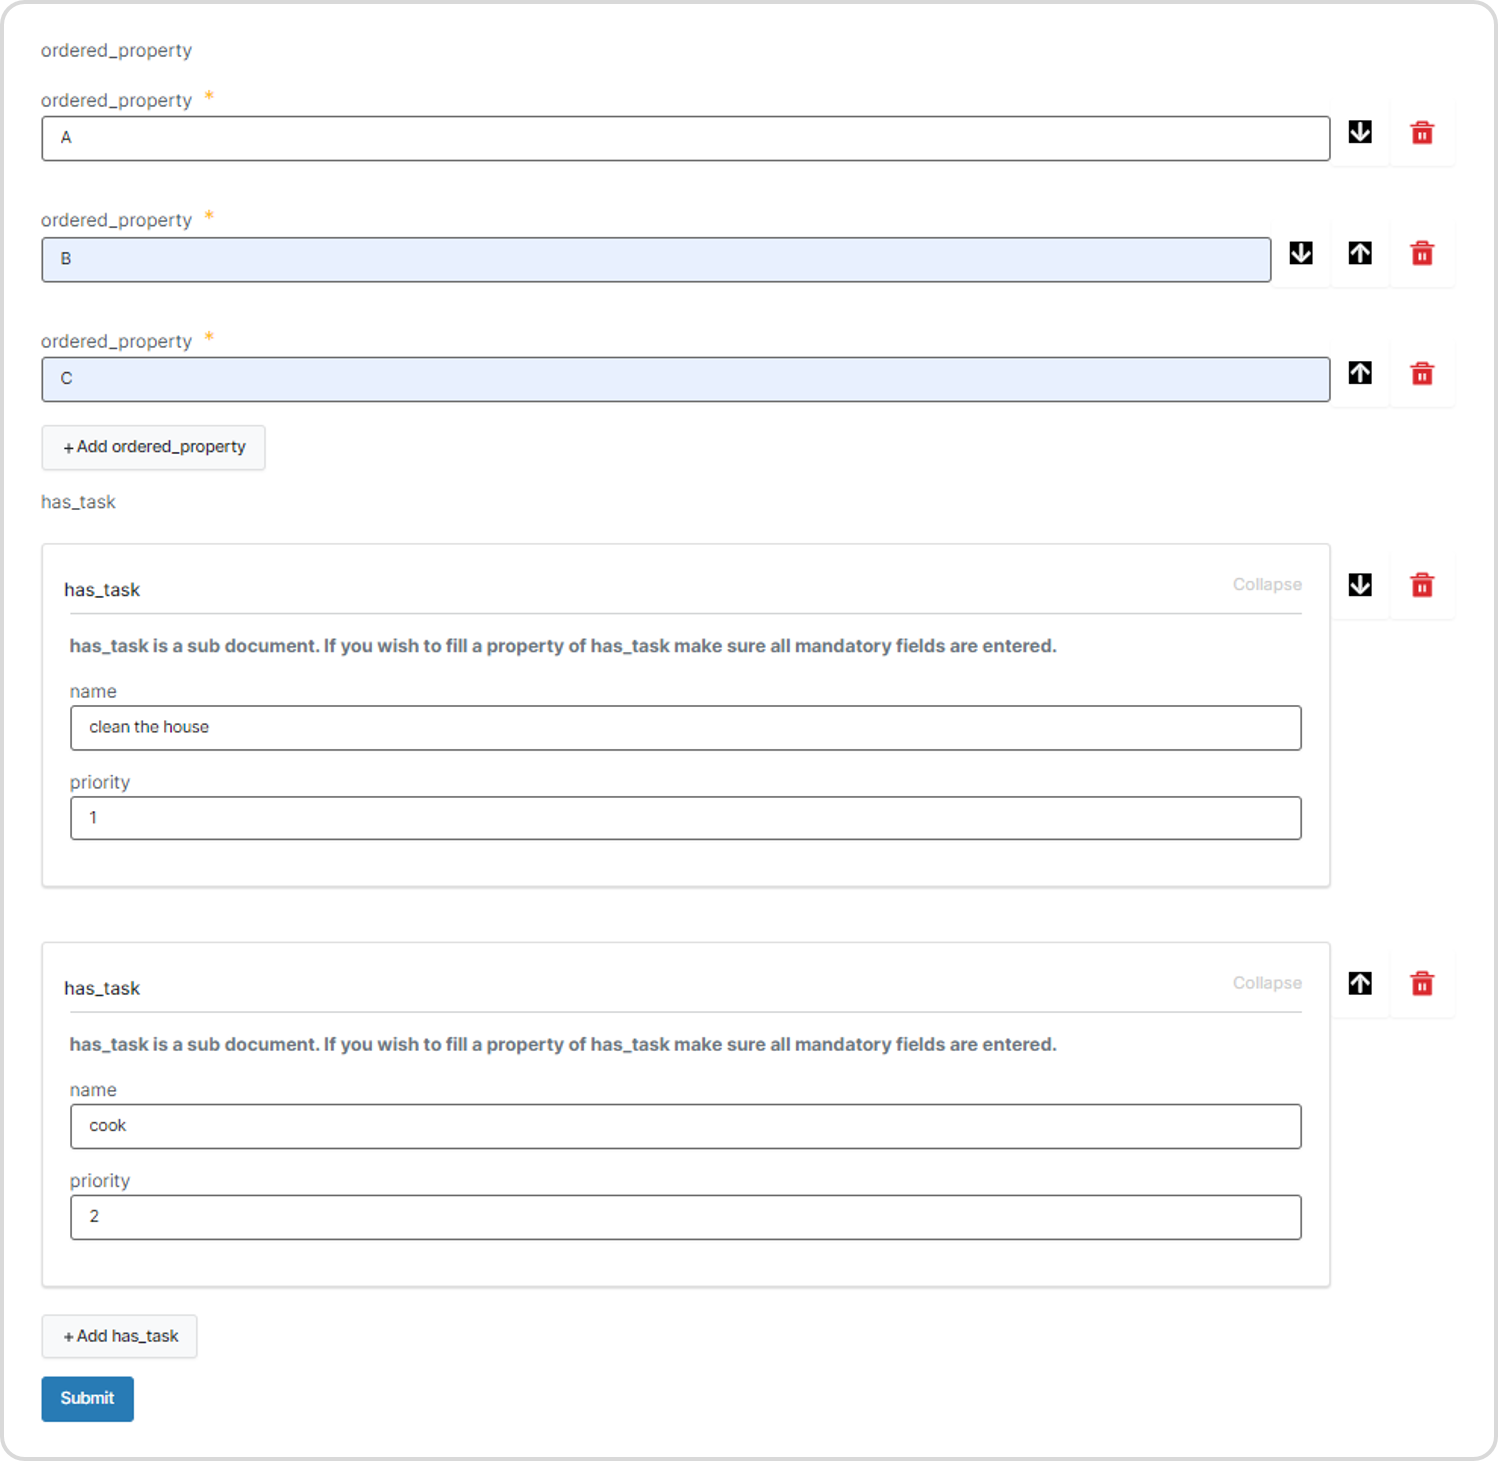 ordered_property
ordered_property *
A
ordered_property *
B
ordered_property *
C
+ Add ordered_property
has_task
has_task
Collapse
has_task is a sub document. If you wish to fill a property of has_task make sure all mandatory fields are entered.
name
clean the house
priority
1
has_task
Collapse
has_task is a sub document. If you wish to fill a property of has_task make sure all mandatory fields are entered.
name
cook
priority
2
+ Add has_task
Submit